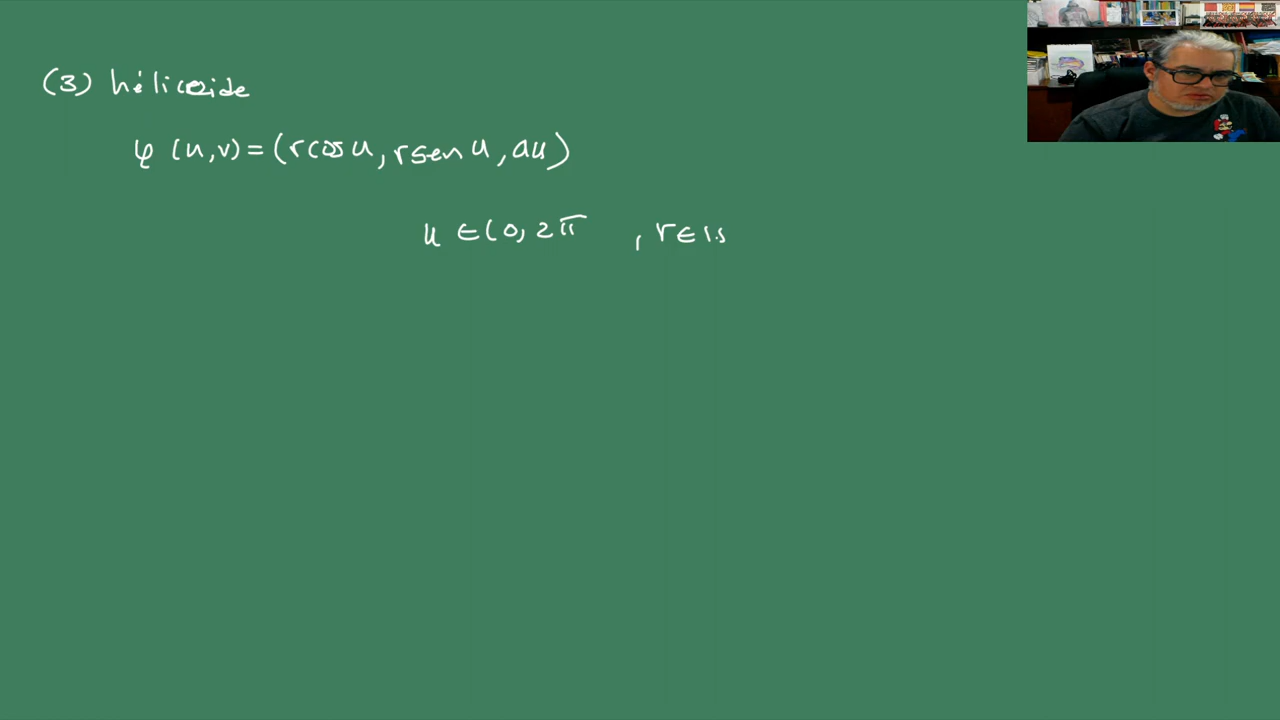 (3) hélicoide
φ (u,v) = (r cos u, r sen u, au)
u ∈ (0, 2π , r ∈